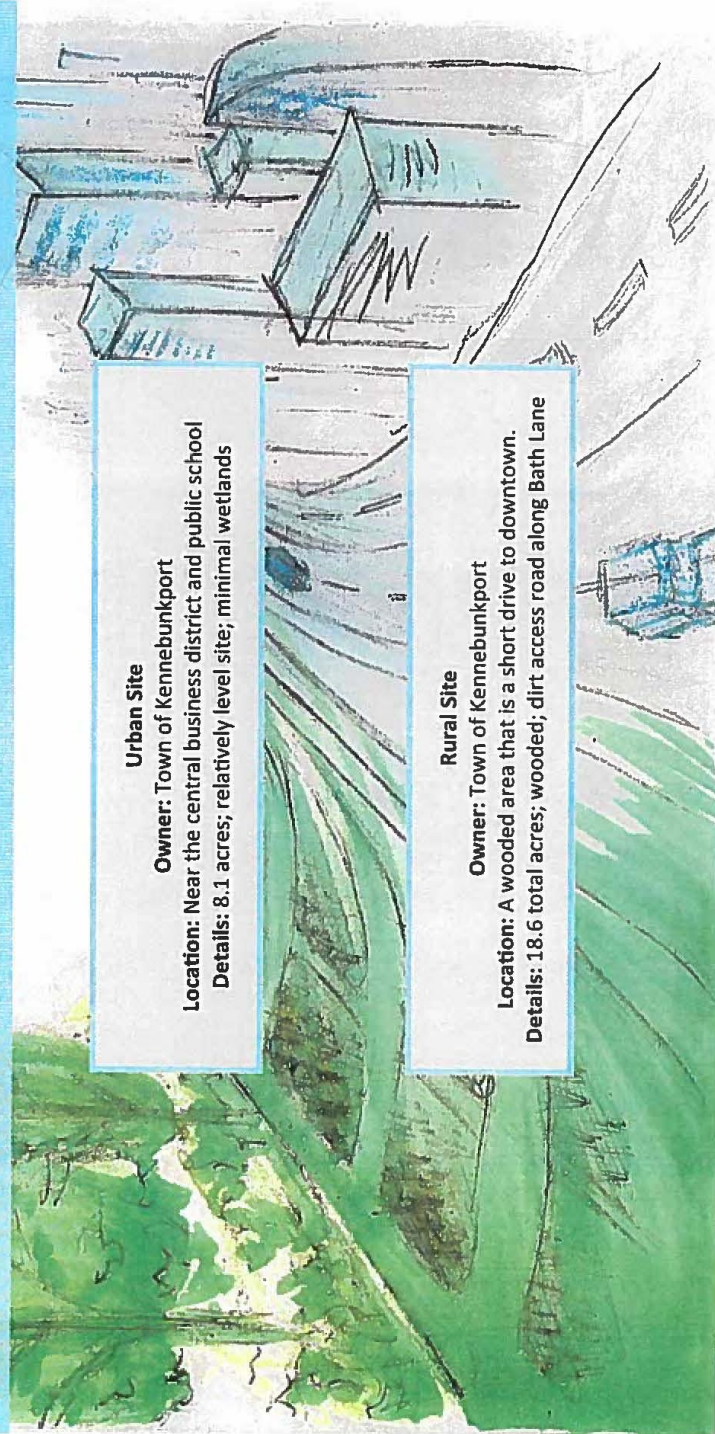 Urban Site
Owner: Town of Kennebunkport
Location: Near the central business district and public school
Details: 8.1 acres; relatively level site; minimal wetlands
Rural Site
Owner: Town of Kennebunkport
Location: A wooded area that is a short drive to downtown.
Details: 18.6 total acres; wooded; dirt access road along Bath Lane